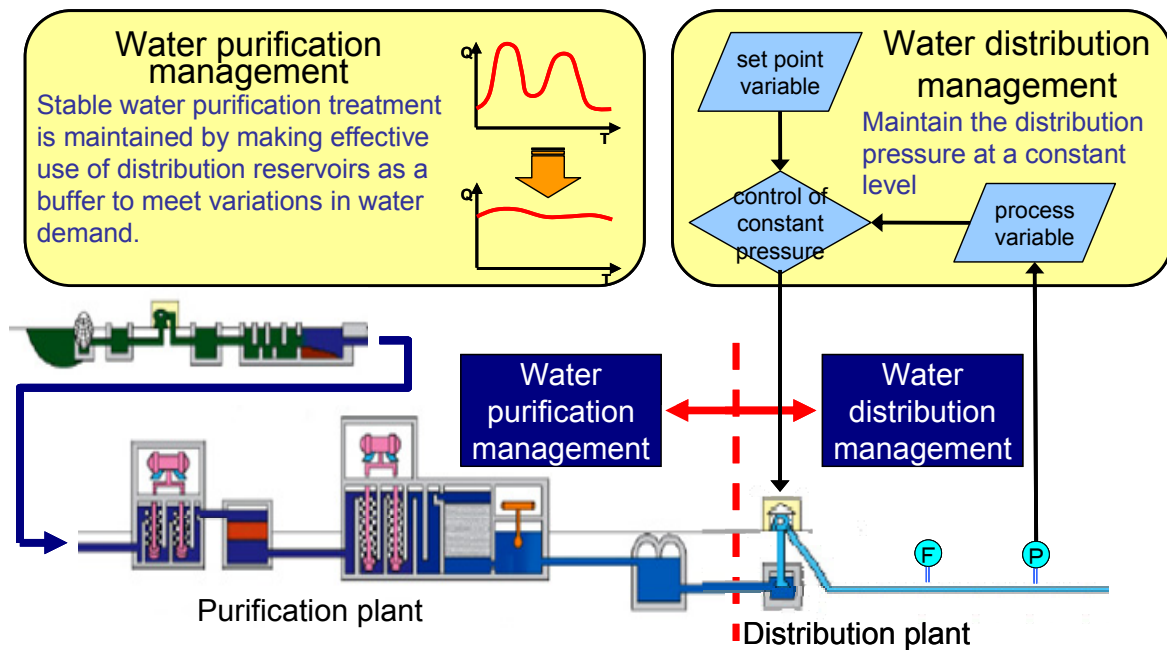 Water purification
management
Stable water purification treatment
is maintained by making effective
use of distribution reservoirs as a
buffer to meet variations in water
demand.
Q
T
Q
T
set point
variable
Water distribution
management
Maintain the distribution
pressure at a constant
level
control of
constant
pressure
process
variable
Water
purification
management
Water
distribution
management
F
P
Purification plant
Distribution plant